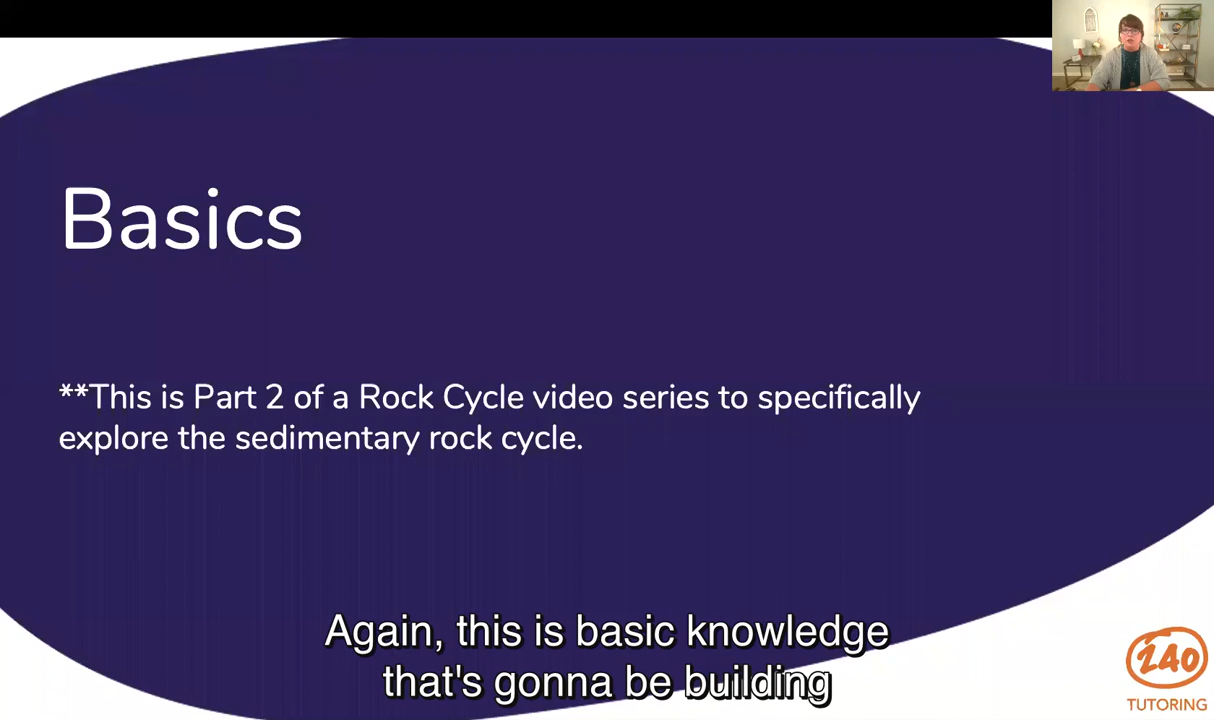 Basics
**This is Part 2 of a Rock Cycle video series to specifically
explore the sedimentary rock cycle.
Again, this is basic knowledge
that's gonna be building
240
TUTORING